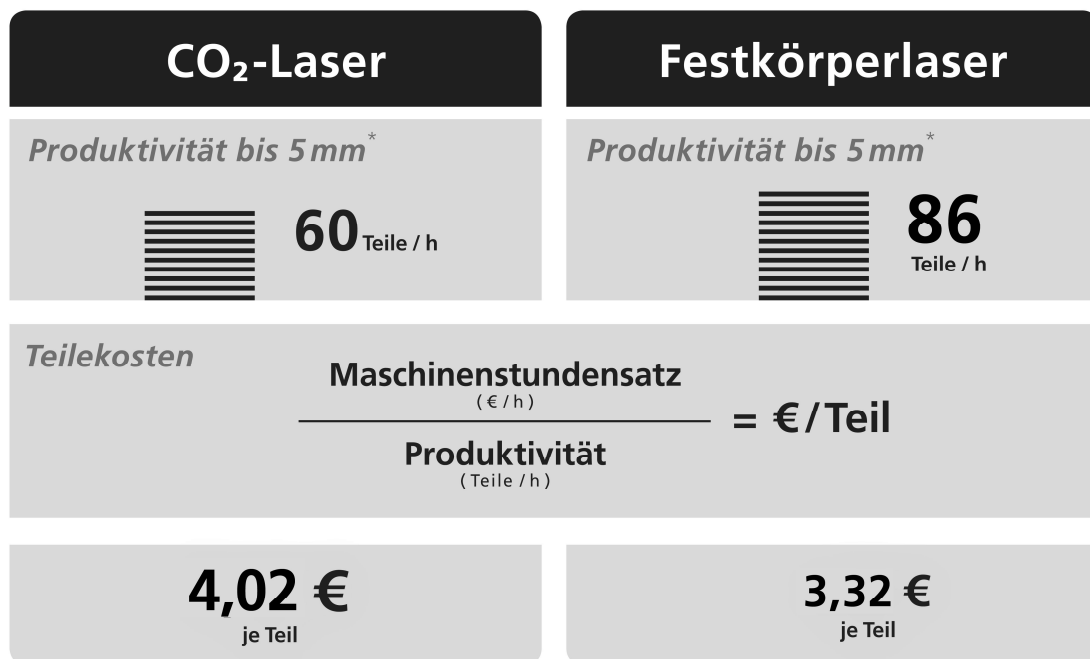 CO₂-Laser
Festkörperlaser
Produktivität bis 5 mm*
60 Teile / h
Produktivität bis 5 mm*
86
Teile / h
Teilekosten
Maschinenstundensatz
( € / h )
Produktivität
( Teile / h )
= € / Teil
4,02 €
je Teil
3,32 €
je Teil